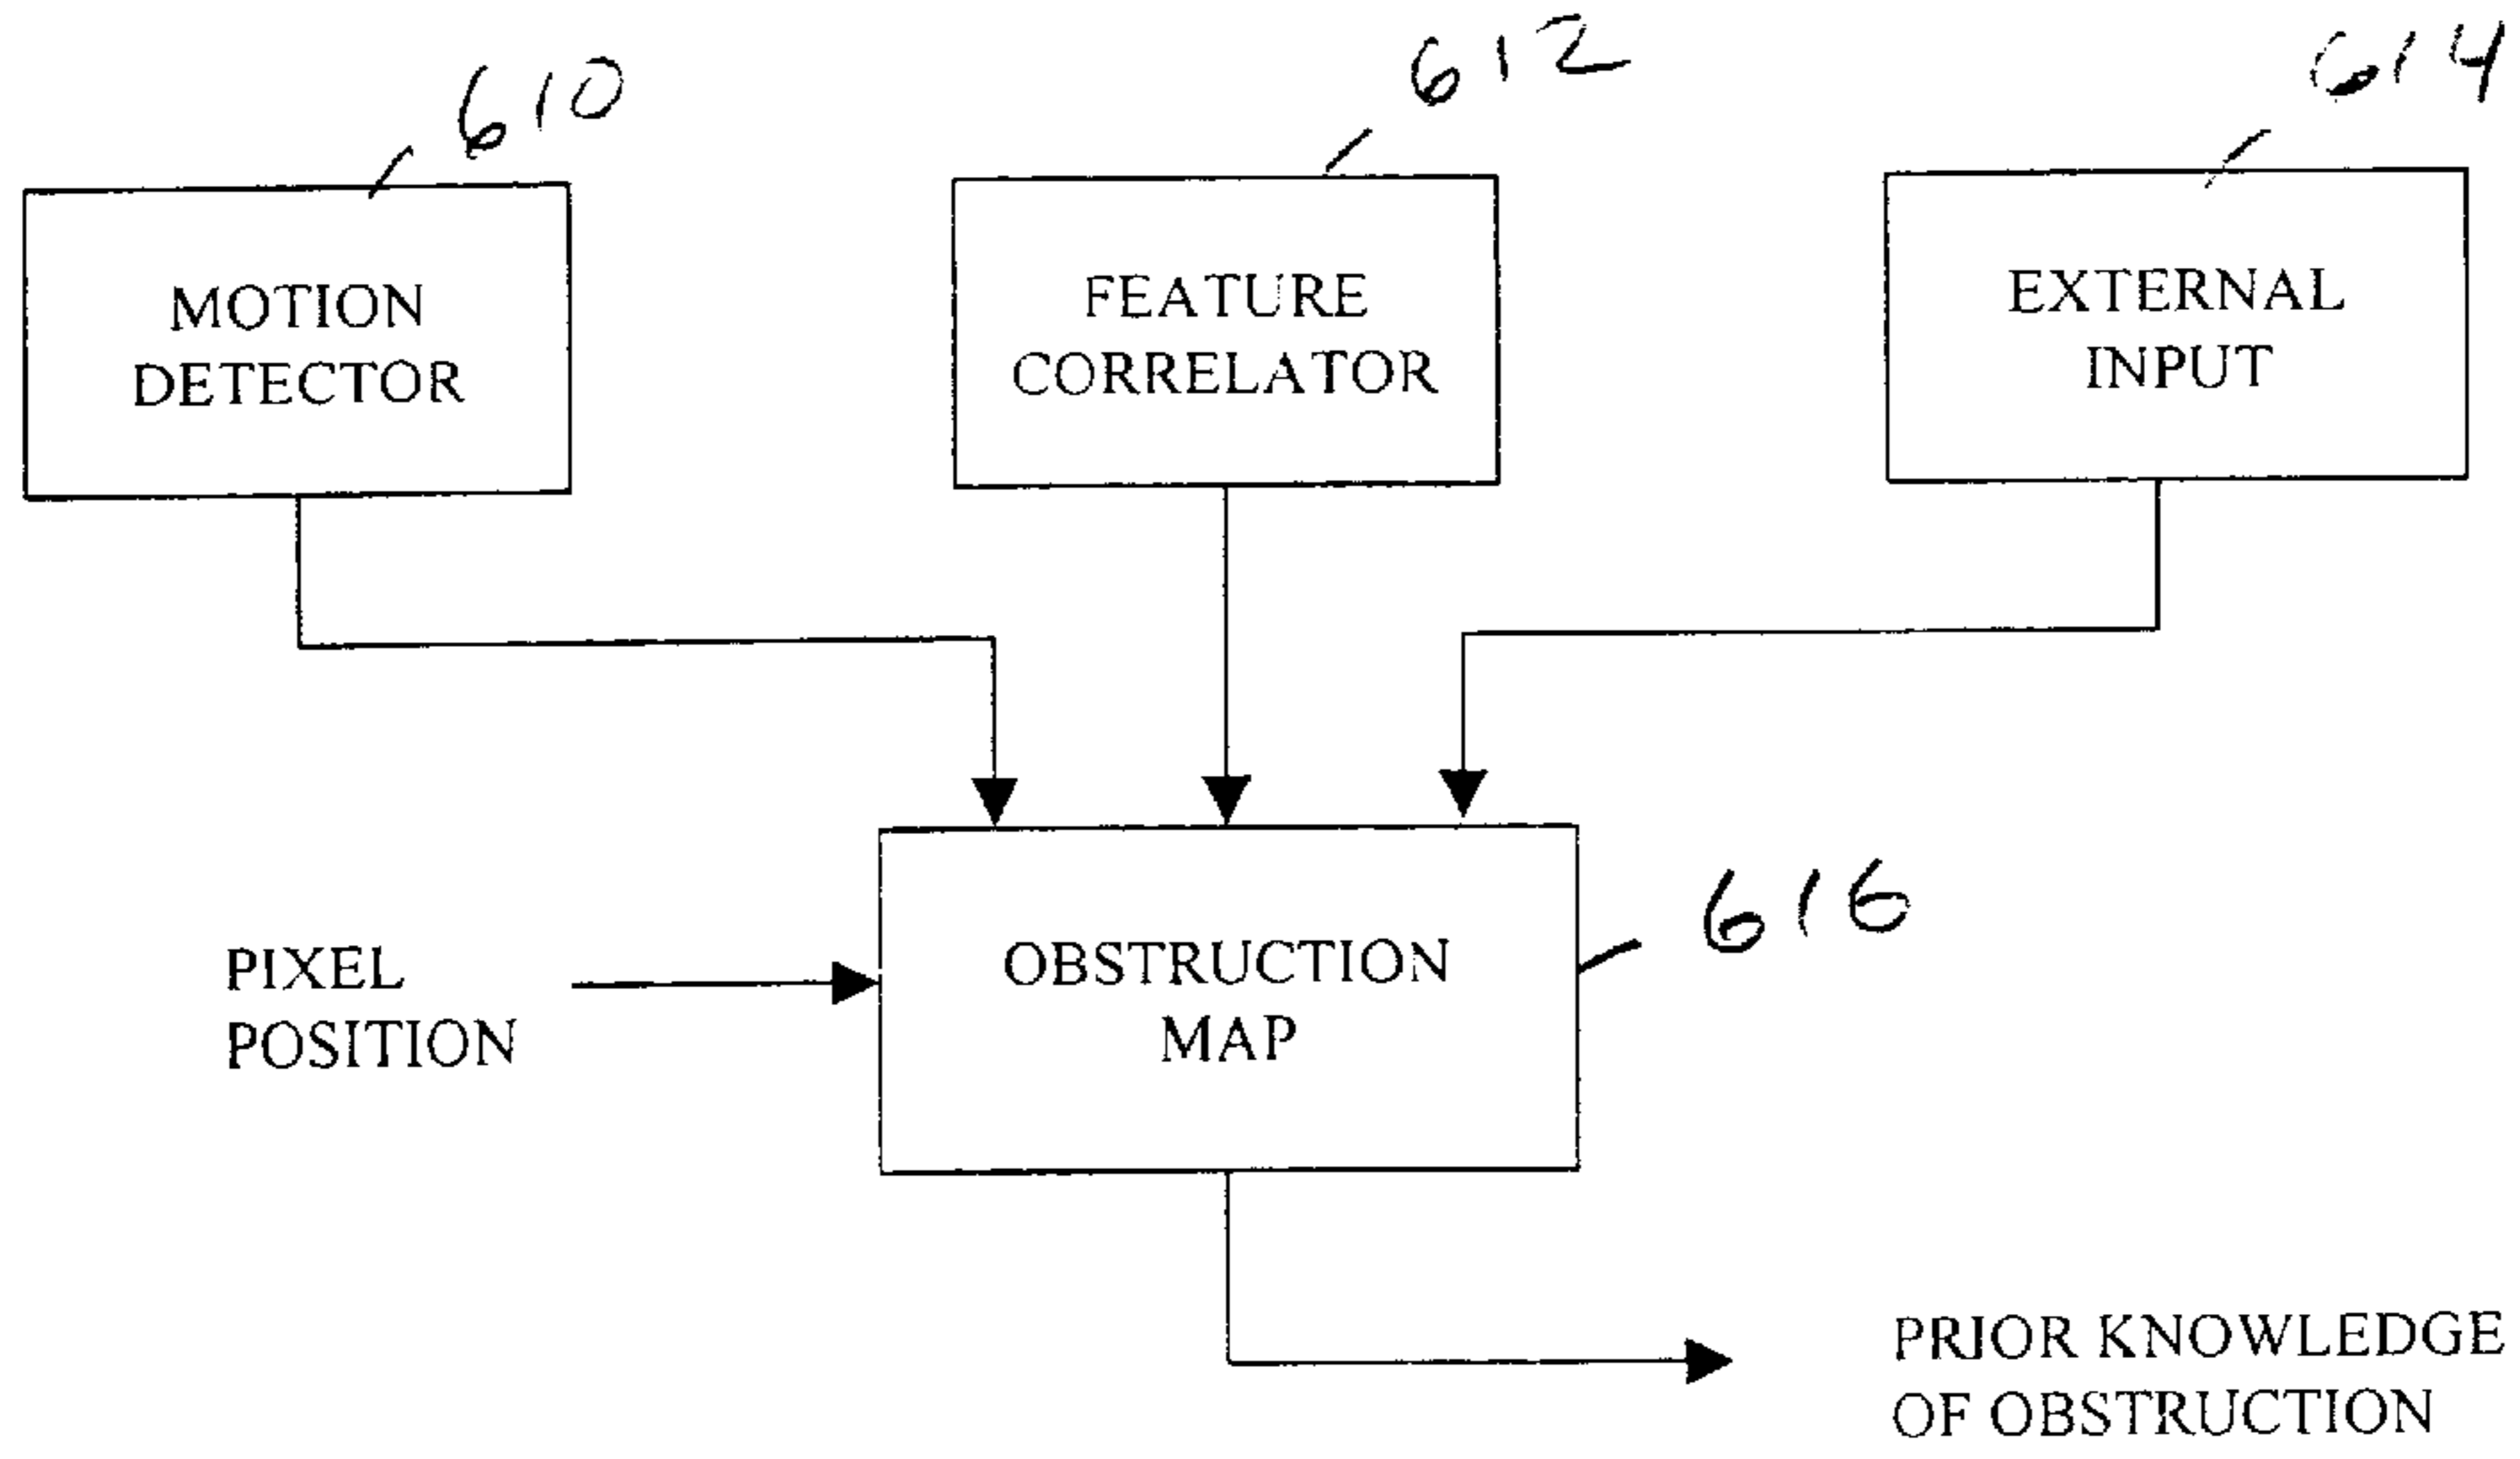 610
612
614
MOTION
DETECTOR
FEATURE
CORRELATOR
EXTERNAL
INPUT
616
PIXEL
POSITION
OBSTRUCTION
MAP
PRIOR KNOWLEDGE
OF OBSTRUCTION